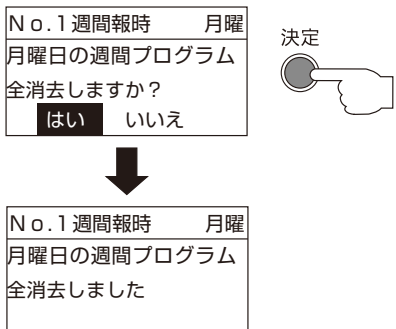 No.1週間報時 月曜
月曜日の週間プログラム
全消去しますか？
はい いいえ
決定
No.1週間報時 月曜
月曜日の週間プログラム
全消去しました